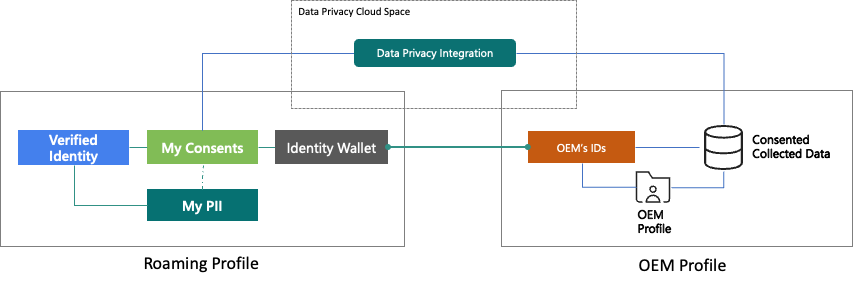 Data Privacy Cloud Space
Data Privacy Integration
Verified
Identity
My Consents
Identity Wallet
My PII
Roaming Profile
OEM's IDs
Consented
Collected Data
OEM
Profile
OEM Profile